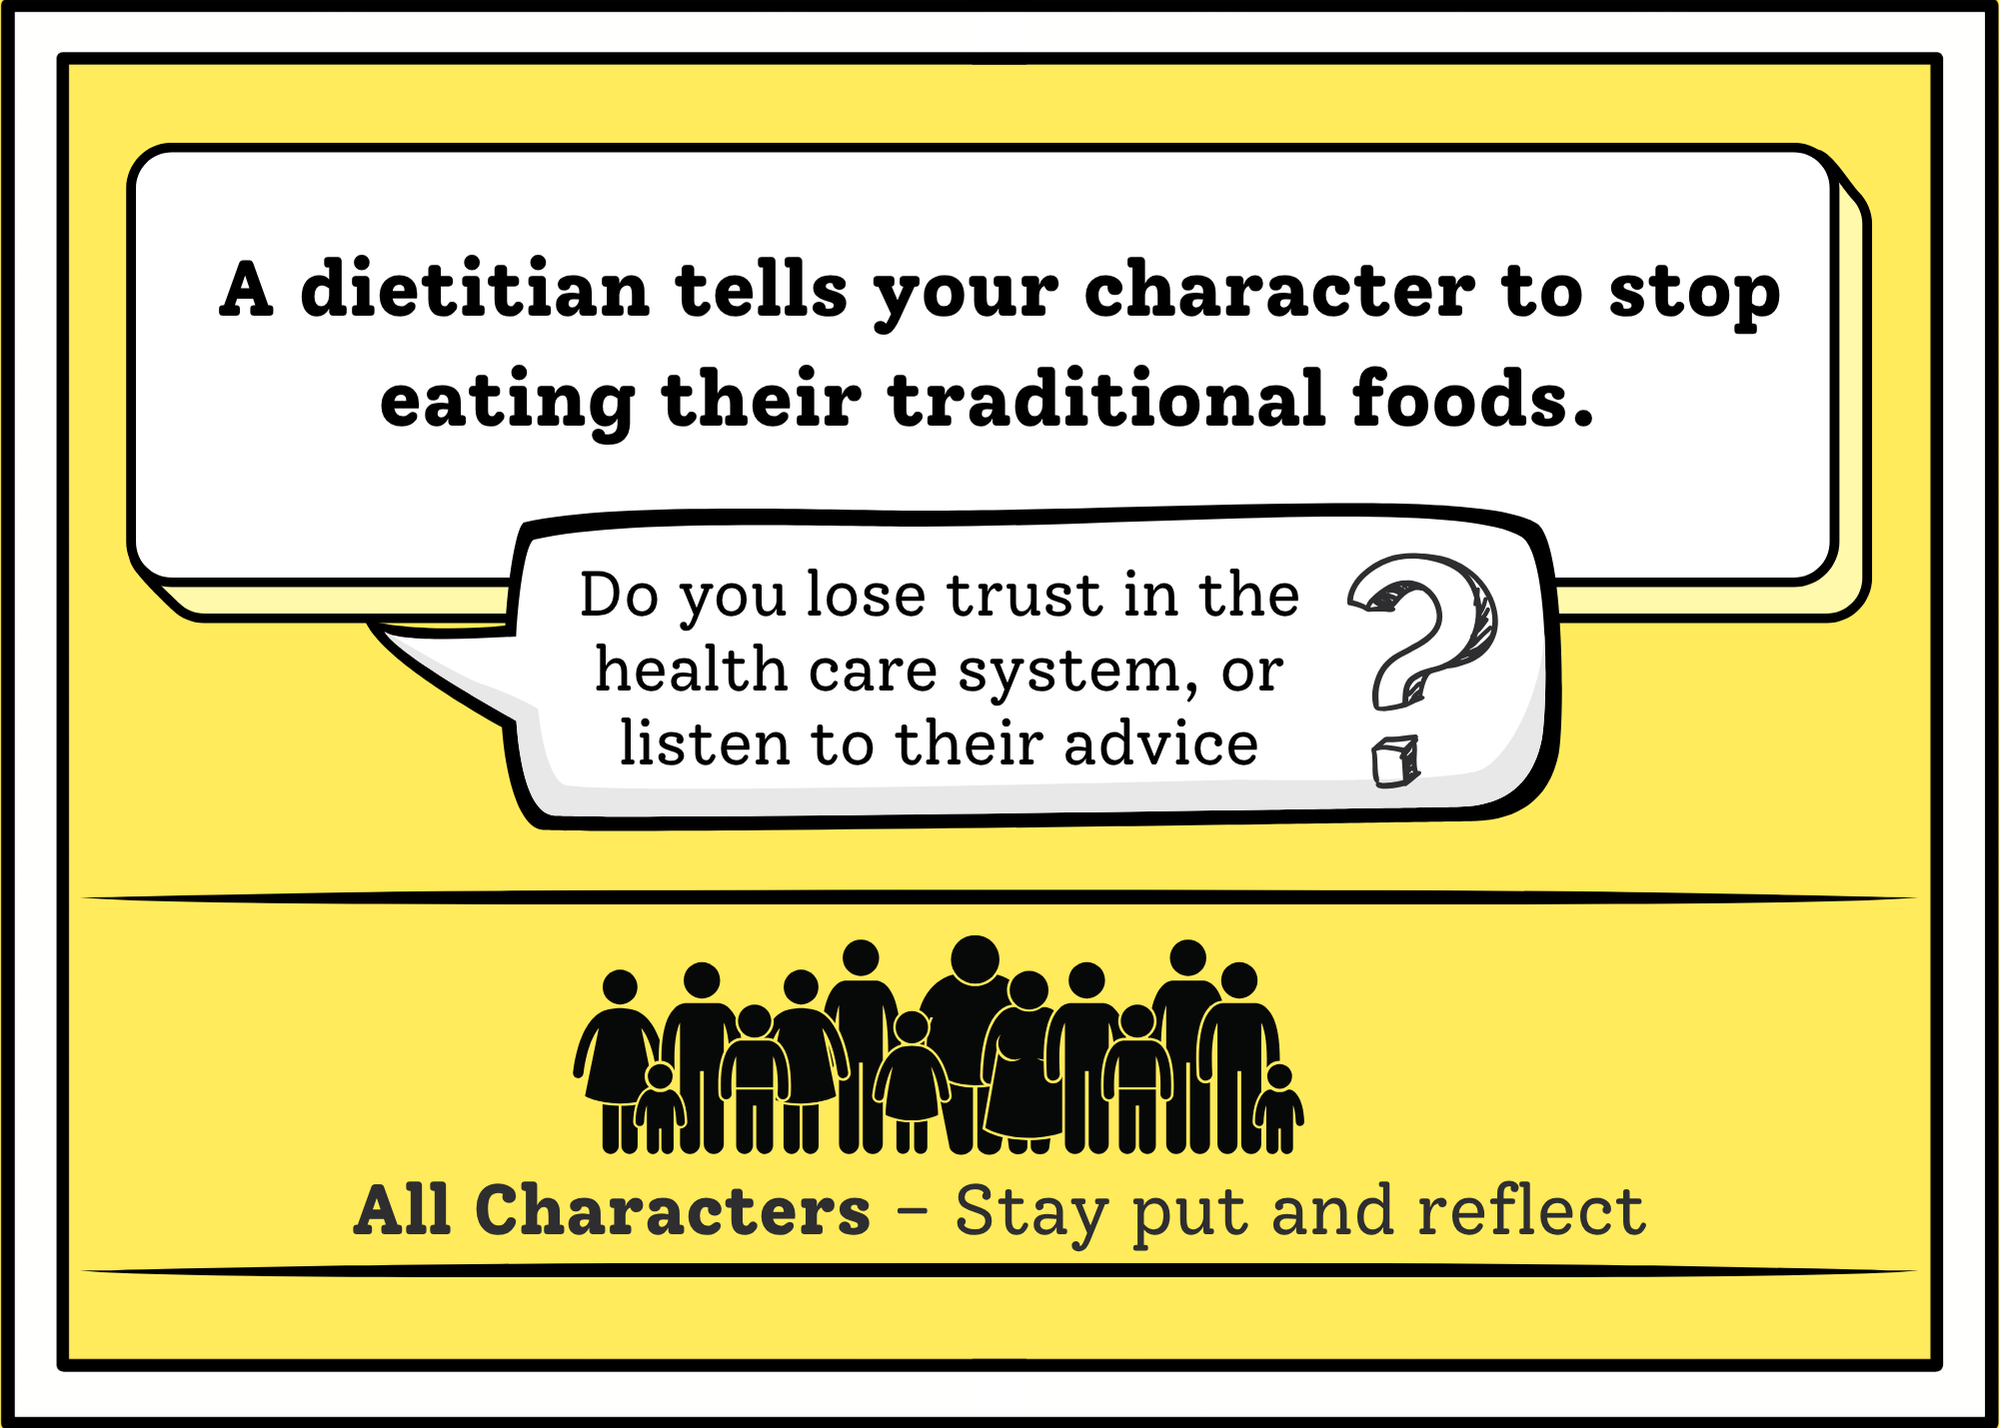 A dietitian tells your character to stop
eating their traditional foods.
Do you lose trust in the
health care system, or
listen to their advice
?
All Characters - Stay put and reflect